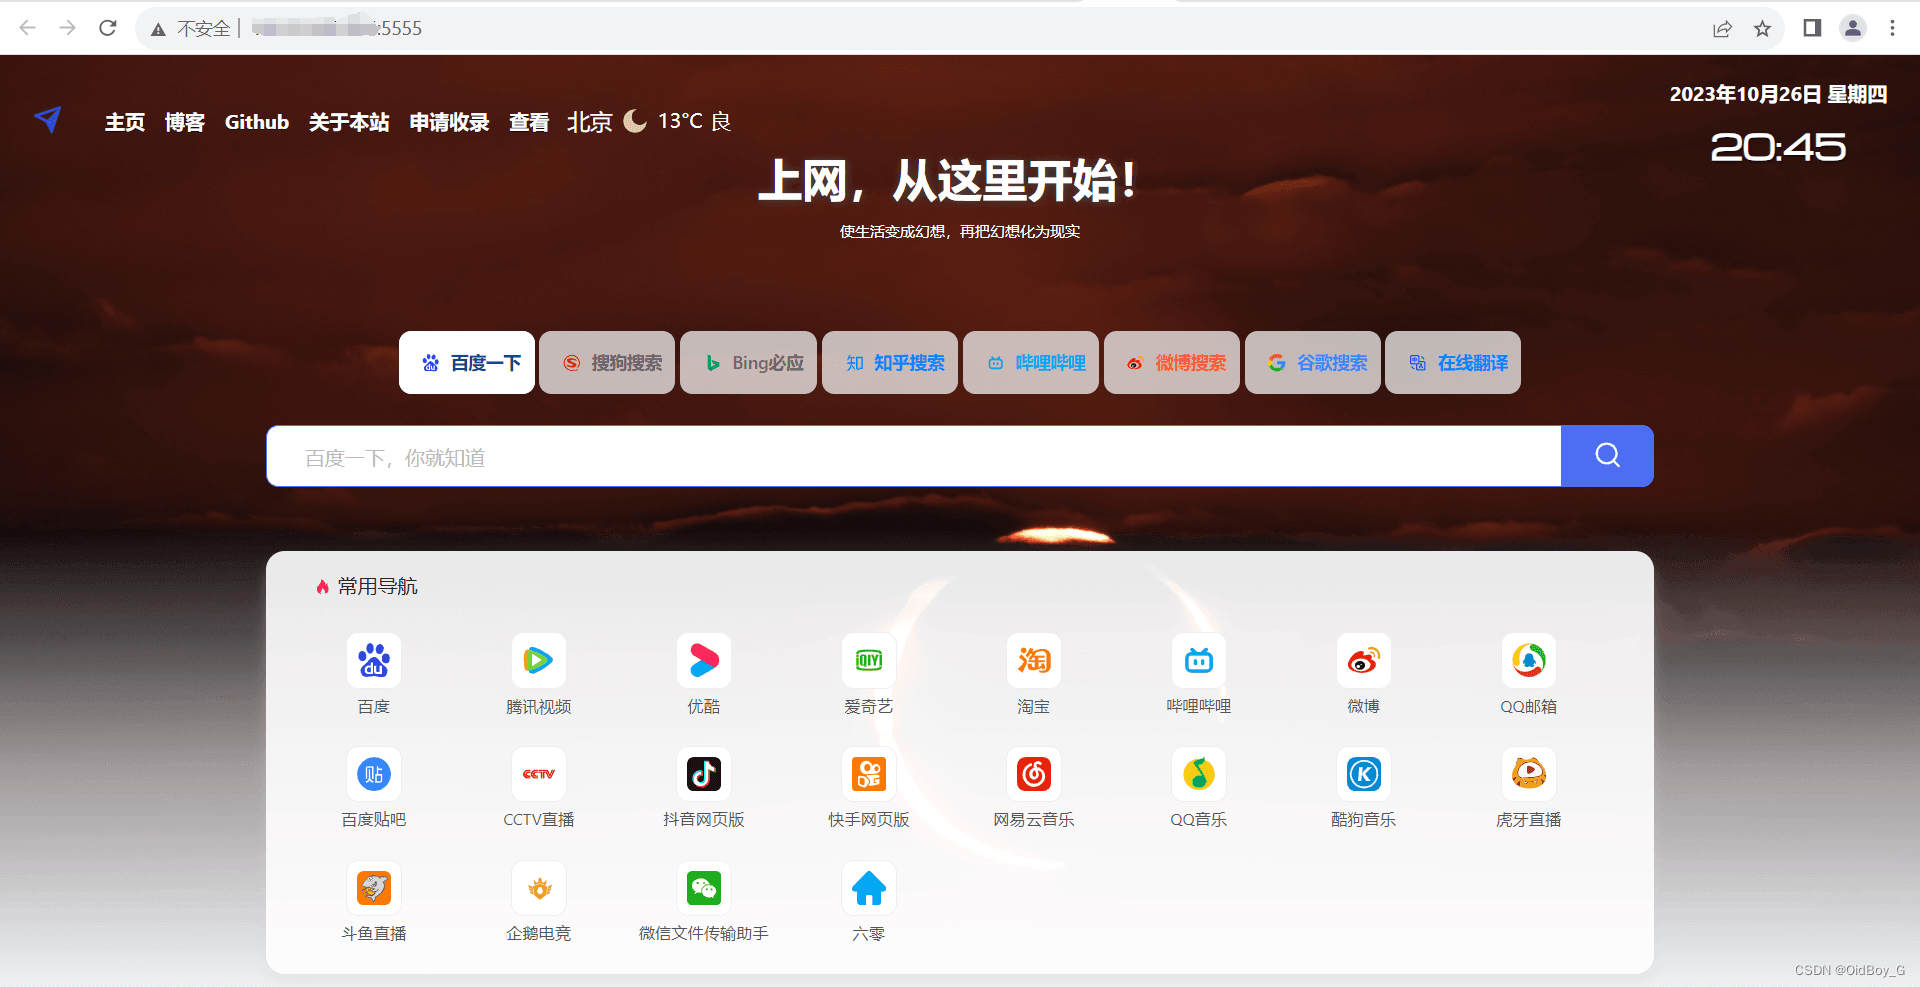 不安全 | :5555
2023年10月26日 星期四
主页 博客 Github 关于本站 申请收录 查看 北京 13°C 良
20:45
上网，从这里开始！
使生活变成幻想，再把幻想化为现实
百度一下 搜狗搜索 Bing必应 知 知乎搜索 哔哩哔哩 微博搜索 谷歌搜索 在线翻译
百度一下，你就知道
常用导航
du iQIYI 淘
百度 腾讯视频 优酷 爱奇艺 淘宝 哔哩哔哩 微博 QQ邮箱
贴 CCTV K
百度贴吧 CCTV直播 抖音网页版 快手网页版 网易云音乐 QQ音乐 酷狗音乐 虎牙直播
斗鱼直播 企鹅电竞 微信文件传输助手 六零
CSDN @OidBoy_G